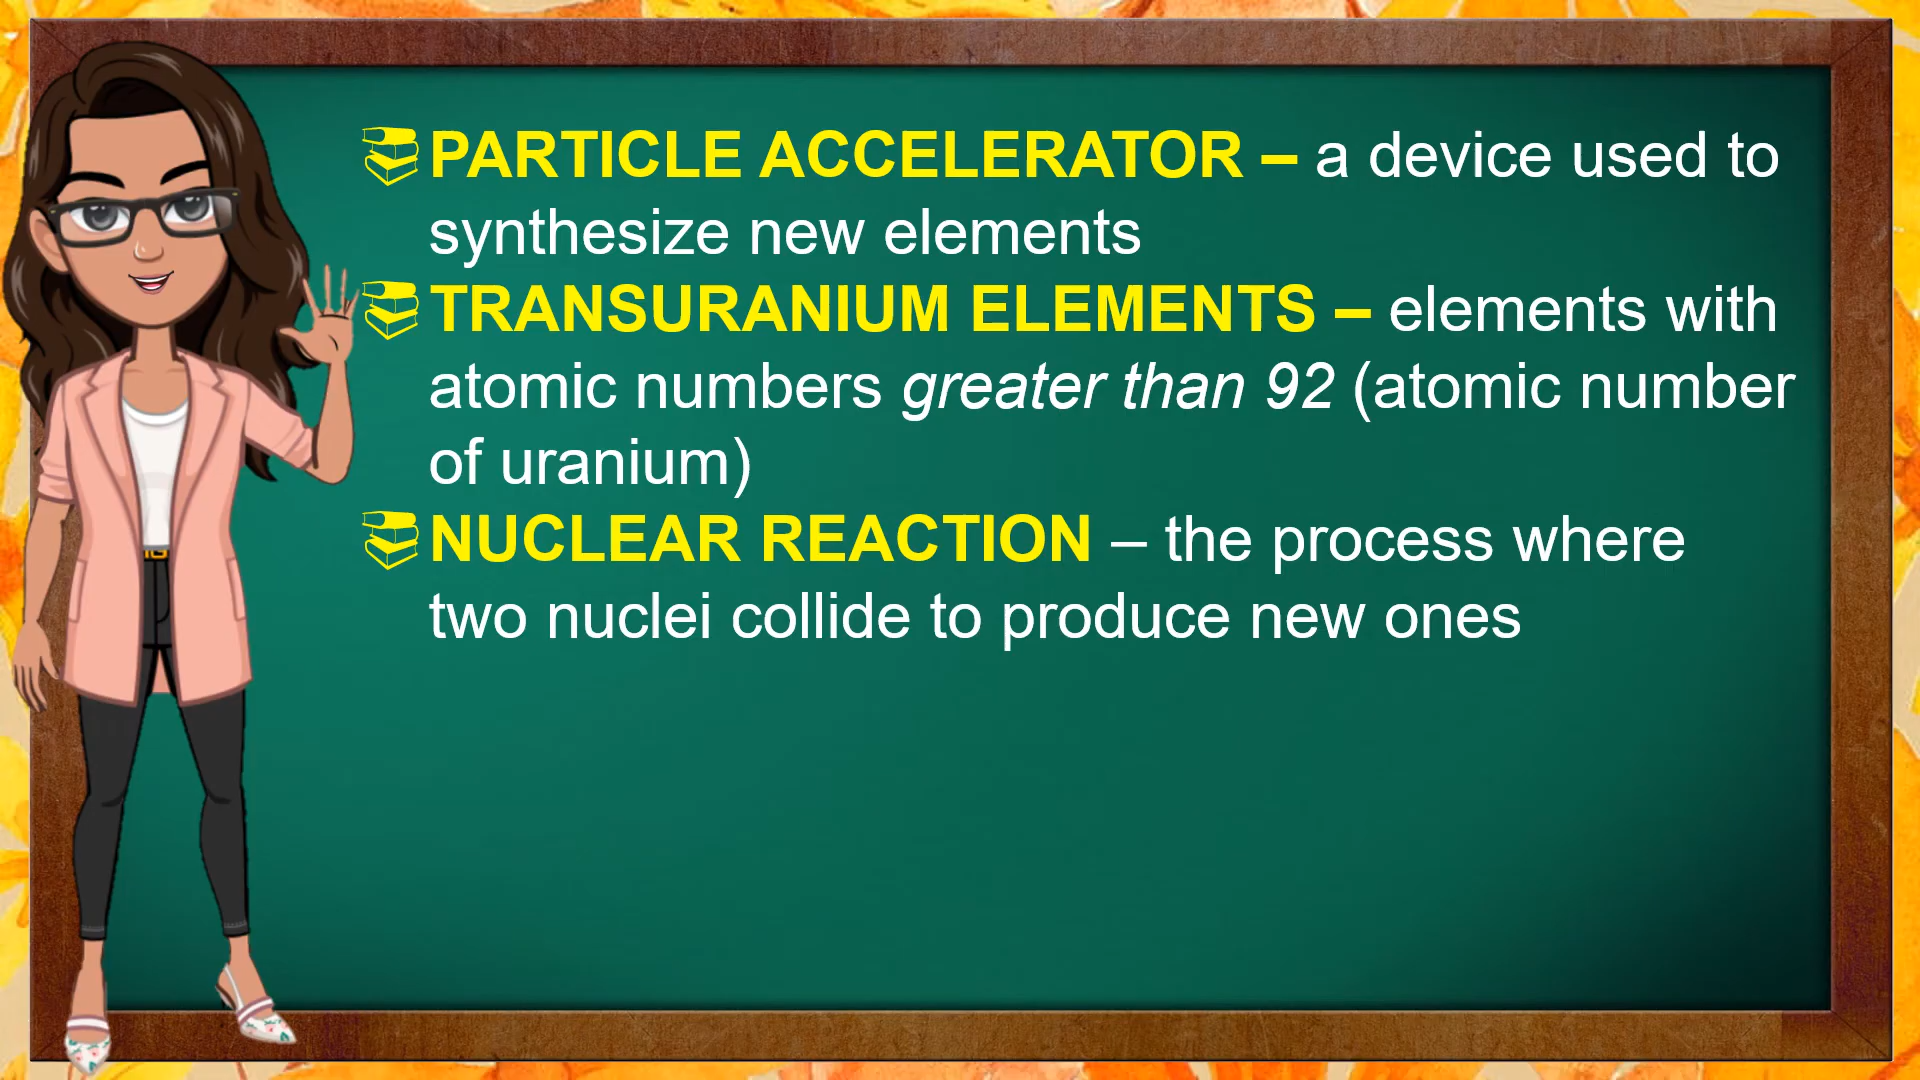 PARTICLE ACCELERATOR – a device used to
synthesize new elements
TRANSURANIUM ELEMENTS – elements with
atomic numbers greater than 92 (atomic number
of uranium)
NUCLEAR REACTION – the process where
two nuclei collide to produce new ones